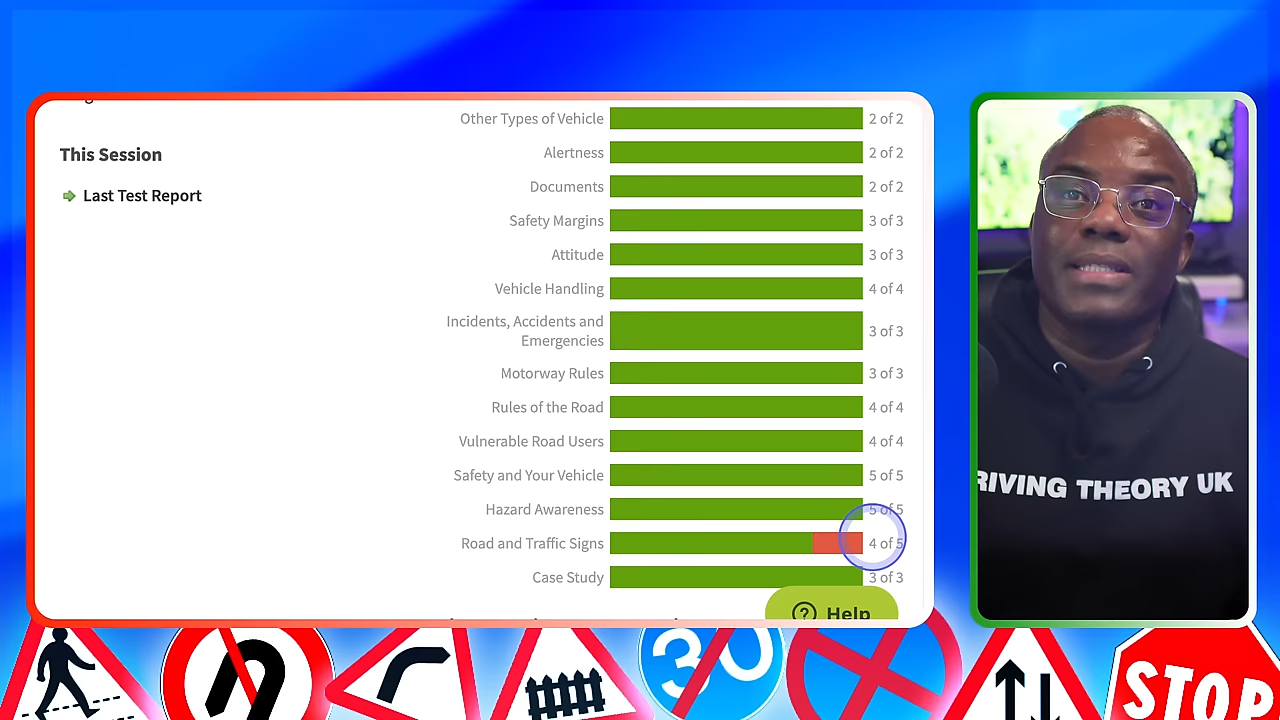 This Session
Last Test Report
Other Types of Vehicle 2 of 2
Alertness 2 of 2
Documents 2 of 2
Safety Margins 3 of 3
Attitude 3 of 3
Vehicle Handling 4 of 4
Incidents, Accidents and
Emergencies 3 of 3
Motorway Rules 3 of 3
Rules of the Road 4 of 4
Vulnerable Road Users 4 of 4
Safety and Your Vehicle 5 of 5
Hazard Awareness 5 of 5
Road and Traffic Signs 4 of 5
Case Study 3 of 3
? Help
RIVING THEORY UK
30
STOP